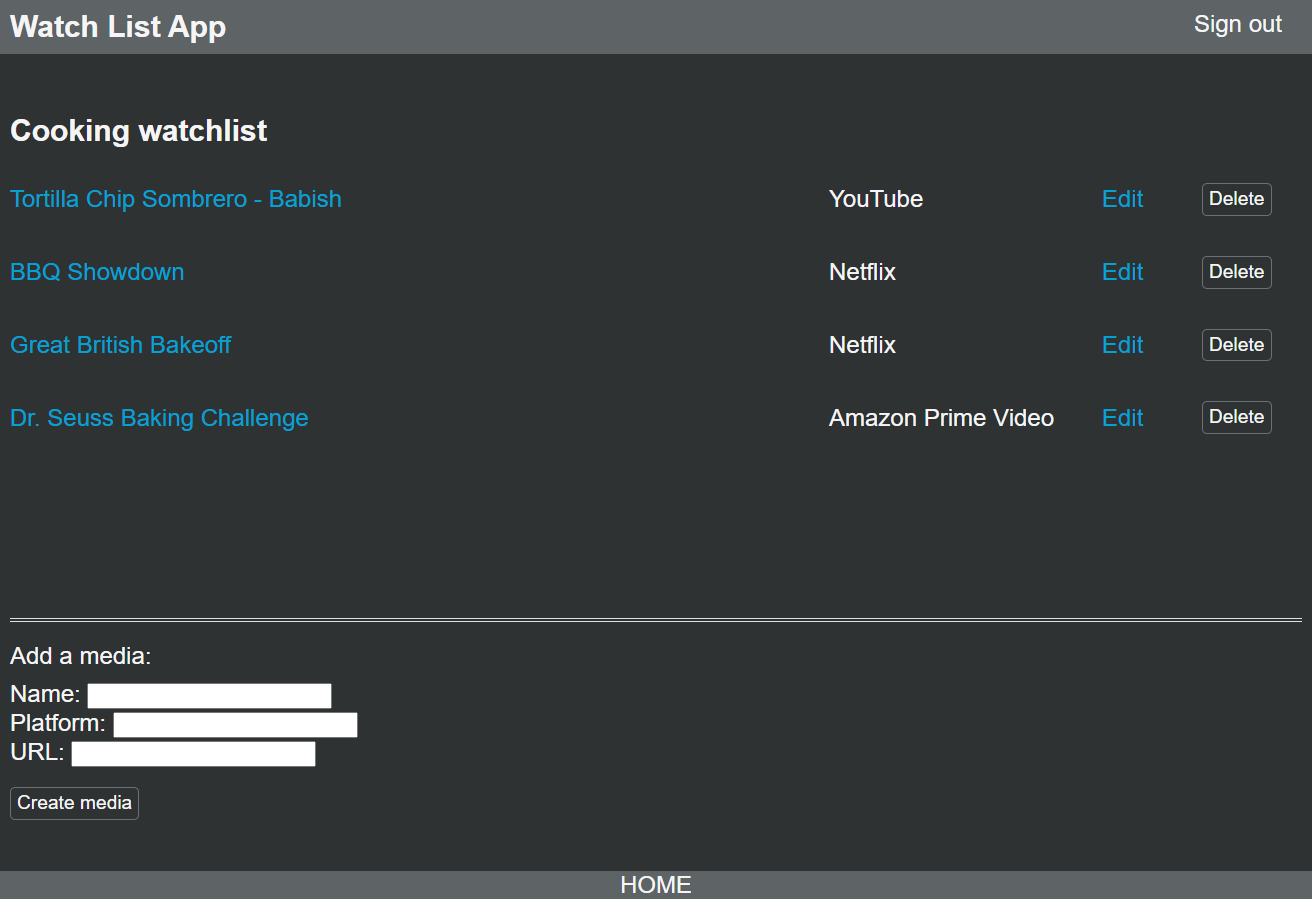 Watch List App Sign out
Cooking watchlist
Tortilla Chip Sombrero - Babish YouTube Edit Delete
BBQ Showdown Netflix Edit Delete
Great British Bakeoff Netflix Edit Delete
Dr. Seuss Baking Challenge Amazon Prime Video Edit Delete
Add a media:
Name:
Platform:
URL:
Create media
HOME